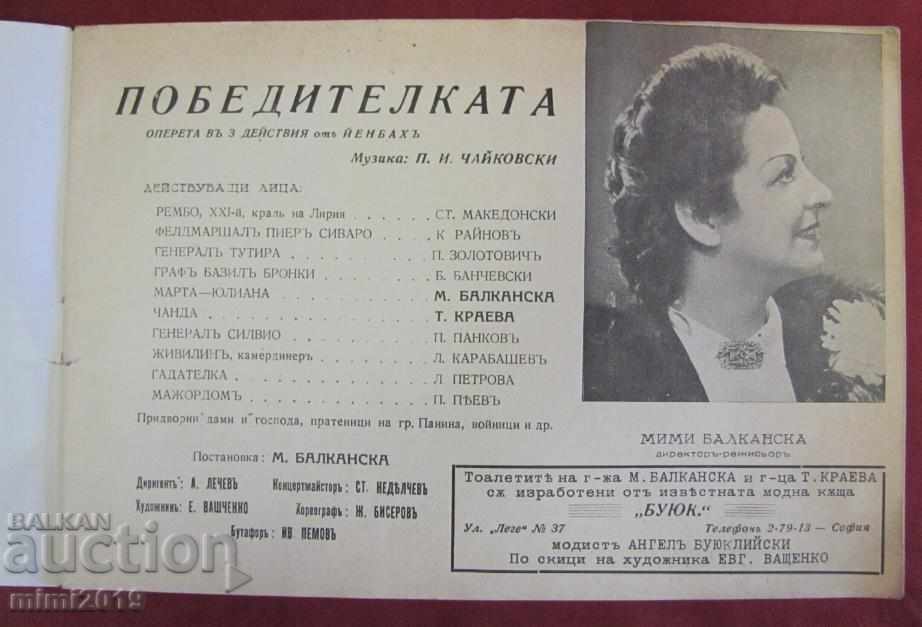 ПОБЕДИТЕЛКАТА
ОПЕРЕТА ВЪ 3 ДЕЙСТВИЯ отъ ЙЕНБАХЪ
Музика: П. И. ЧАЙКОВСКИ
ДЕЙСТВУВАЩИ ЛИЦА:
РЕМБО, XXI-й, краль на Лирия . . . . . . СТ. МАКЕДОНСКИ
ФЕЛДМАРШАЛЪ ПИЕРЪ СИВАРО . . . . К РАЙНОВЪ
ГЕНЕРАЛЪ ТУТИРА . . . . . . . . . . П. ЗОЛОТОВИЧЪ
ГРАФЪ БАЗИЛЪ БРОНКИ . . . . . . . . Б. БАНЧЕВСКИ
МАРТА—ЮЛИАНА . . . . . . . . . . М. БАЛКАНСКА
ЧАНДА . . . . . . . . . . . . . . Т. КРАЕВА
ГЕНЕРАЛЪ СИЛВИО . . . . . . . . . . П. ПАНКОВЪ
ЖИВИЛИНЪ, камердинеръ . . . . . . . . Л. КАРАБАШЕВЪ
ГАДАТЕЛКА . . . . . . . . . . . . Л ПЕТРОВА
МАЖОРДОМЪ . . . . . . . . . . . . П. ПѢЕВЪ
Придворни дами и господа, пратеници на гр. Панина, войници и др.
Постановка: М. БАЛКАНСКА
Диригентъ: А. ЛЕЧЕВЪ Концертмайсторъ: СТ. НЕДѢЛЧЕВЪ
Художникъ: Е. ВАЩЕНКО Хореографъ: Ж. БИСЕРОВЪ
Бутафоръ: ИВ ПЕМОВЪ
МИМИ БАЛКАНСКА
директоръ-режисьоръ
Тоалетитѣ на г-жа М. БАЛКАНСКА и г-ца Т. КРАЕВА
сѫ изработени отъ извѣстната модна кѫща
„БУЮК."
Ул. „Леге" № 37 Телефонъ 2-79-13 — София
модистъ АНГЕЛЪ БУЮКЛИЙСКИ
По скици на художника ЕВГ. ВАЩЕНКО
BALKAN
auction
mimi2019